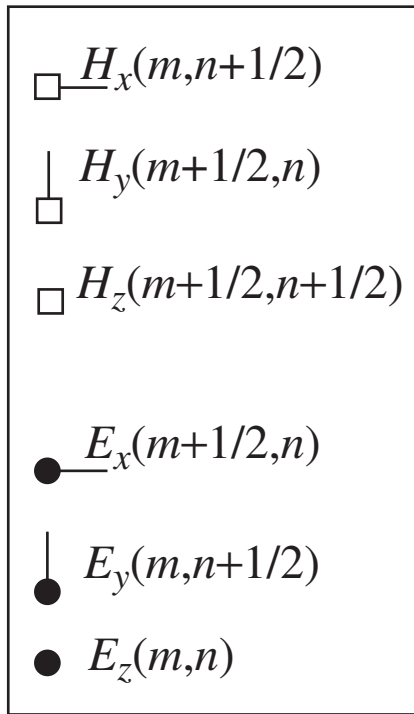 Hx(m,n+1/2)
Hy(m+1/2,n)
Hz(m+1/2,n+1/2)
Ex(m+1/2,n)
Ey(m,n+1/2)
Ez(m,n)